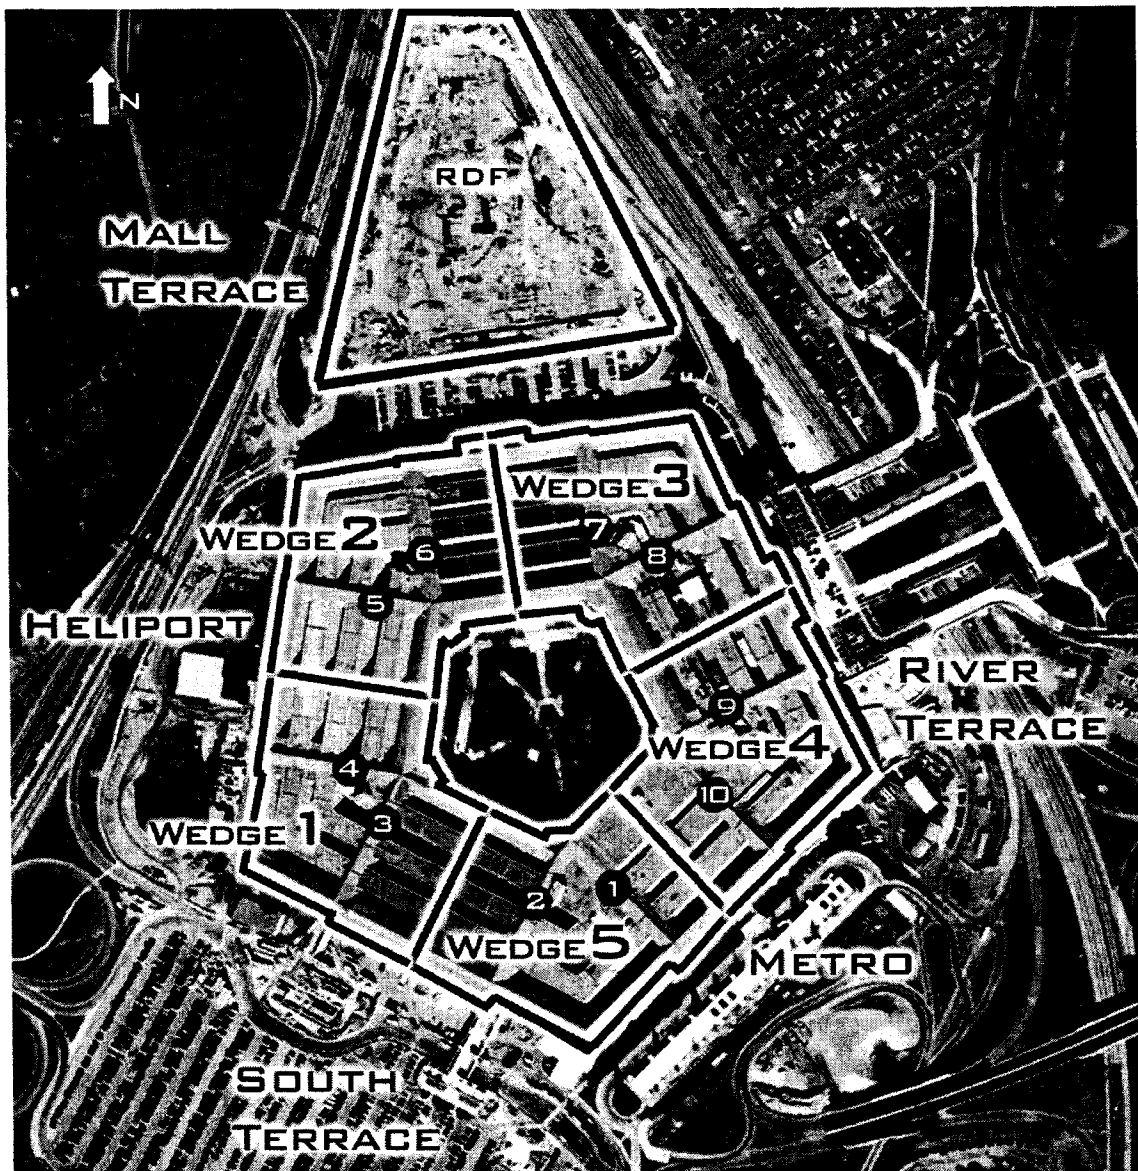 N
RDF
MALL
TERRACE
WEDGE 3
WEDGE 2
7
6
8
5
HELIPORT
RIVER
TERRACE
9
WEDGE 4
4
10
3
WEDGE 1
1
2
WEDGE 5
METRO
SOUTH
TERRACE